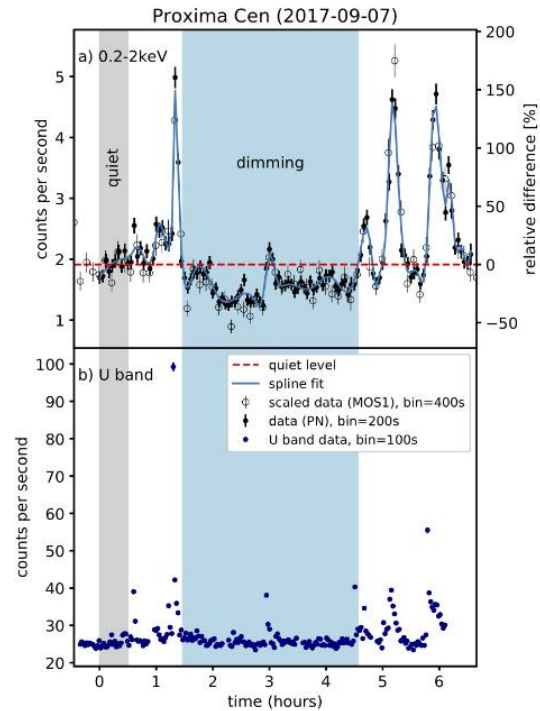 Proxima Cen (2017-09-07)
a) 0.2-2keV
quiet
dimming
counts per second
5
4
3
2
1
relative difference [%]
200
150
100
50
0
−50
b) U band
quiet level
spline fit
scaled data (MOS1), bin=400s
data (PN), bin=200s
U band data, bin=100s
counts per second
100
90
80
70
60
50
40
30
20
0 1 2 3 4 5 6
time (hours)